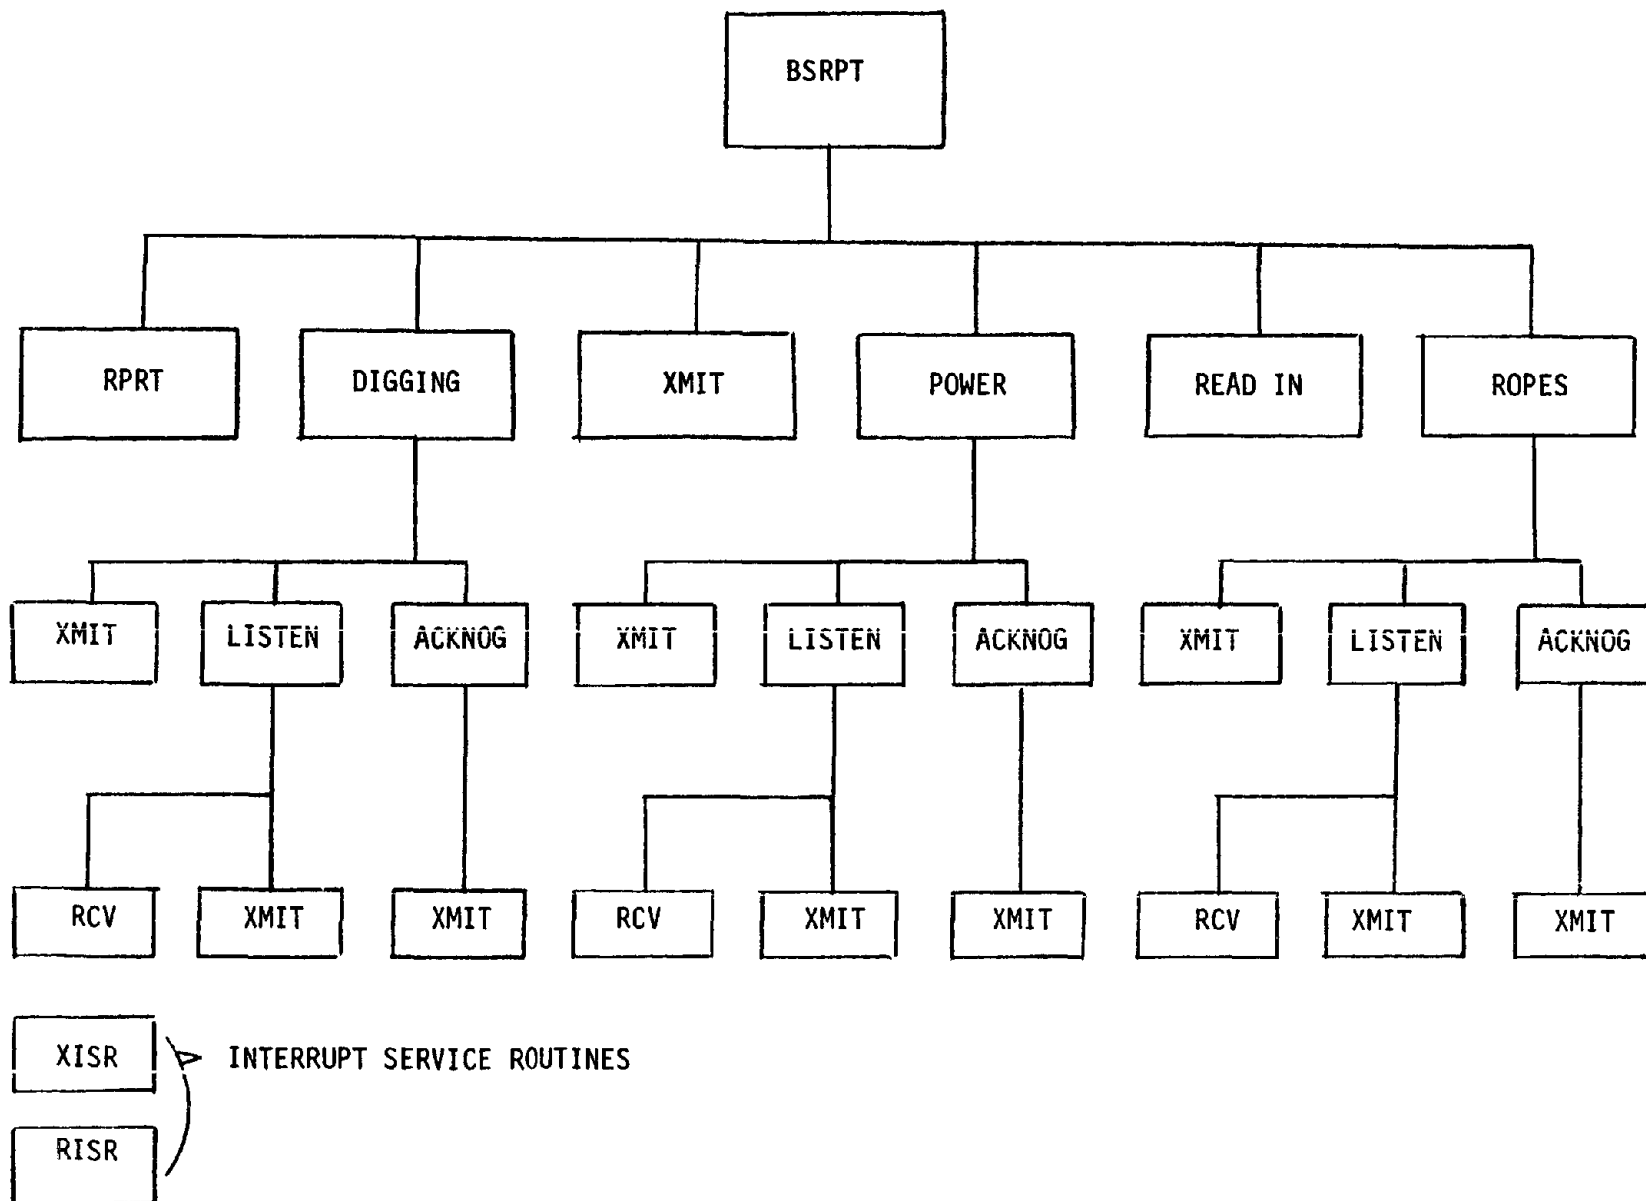 BSRPT
RPRT
DIGGING
XMIT
POWER
READ IN
ROPES
XMIT
LISTEN
ACKNOG
XMIT
LISTEN
ACKNOG
XMIT
LISTEN
ACKNOG
RCV
XMIT
XMIT
RCV
XMIT
XMIT
RCV
XMIT
XMIT
XISR
INTERRUPT SERVICE ROUTINES
RISR